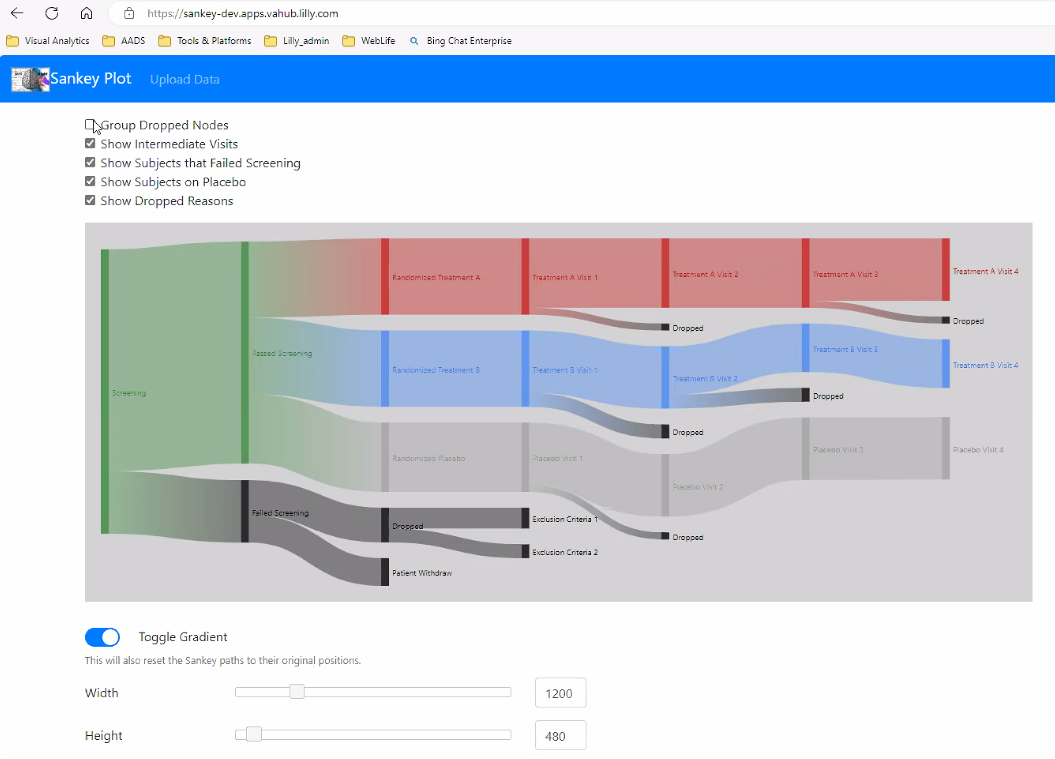 https://sankey-dev.apps.vahub.lilly.com
Visual Analytics AADS Tools & Platforms Lilly_admin WebLife Bing Chat Enterprise
Sankey Plot Upload Data
Group Dropped Nodes
Show Intermediate Visits
Show Subjects that Failed Screening
Show Subjects on Placebo
Show Dropped Reasons
Screening
Passed Screening
Failed Screening
Randomized Treatment A
Randomized Treatment B
Randomized Placebo
Dropped
Patient Withdraw
Treatment A Visit 1
Treatment B Visit 1
Placebo Visit 1
Exclusion Criteria 1
Exclusion Criteria 2
Treatment A Visit 2
Dropped
Treatment B Visit 2
Dropped
Placebo Visit 2
Dropped
Treatment A Visit 3
Treatment B Visit 3
Dropped
Placebo Visit 3
Treatment A Visit 4
Dropped
Treatment B Visit 4
Placebo Visit 4
Toggle Gradient
This will also reset the Sankey paths to their original positions.
Width 1200
Height 480